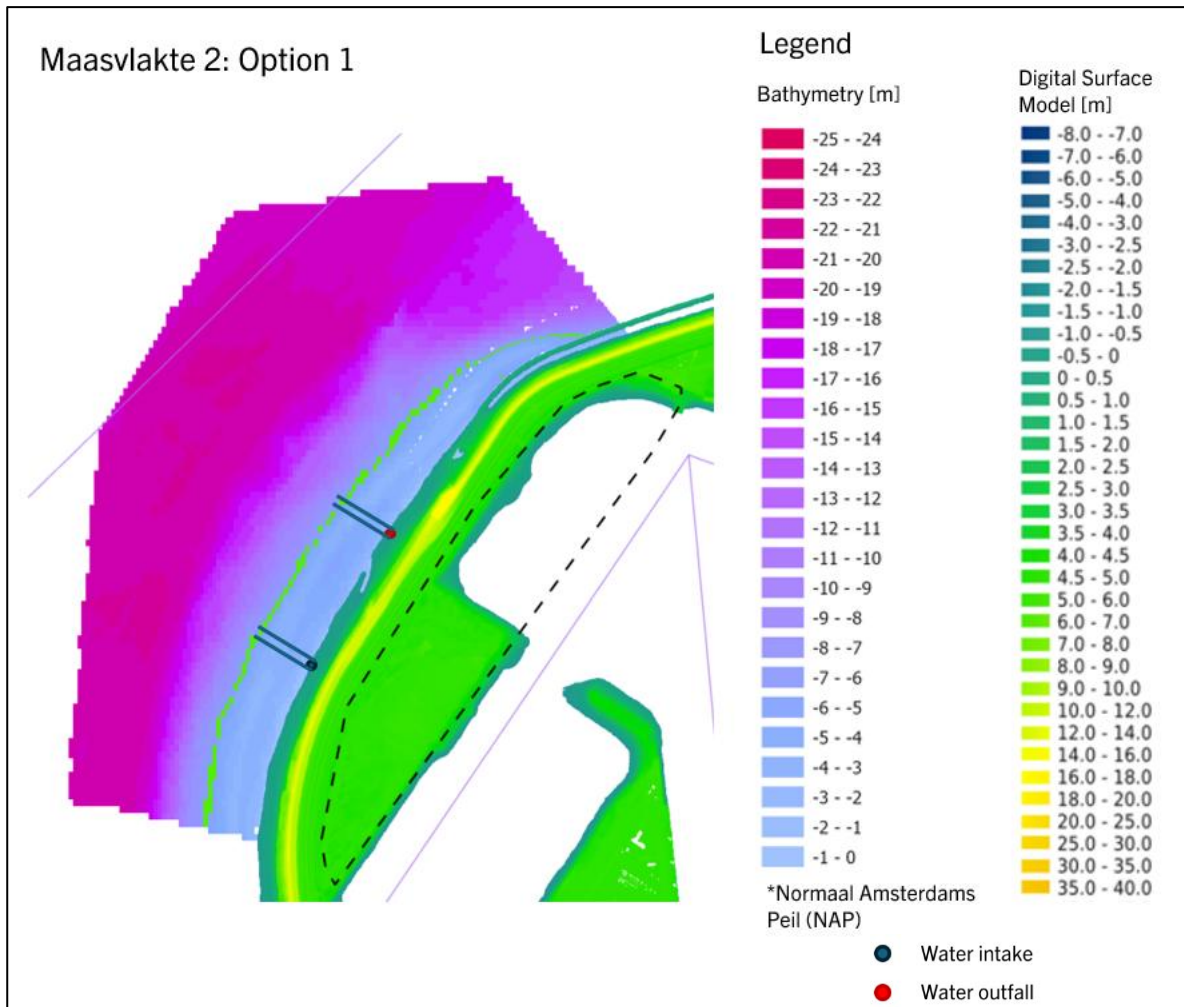 Maasvlakte 2: Option 1
Legend
Bathymetry [m]
-25 - -24
-24 - -23
-23 - -22
-22 - -21
-21 - -20
-20 - -19
-19 - -18
-18 - -17
-17 - -16
-16 - -15
-15 - -14
-14 - -13
-13 - -12
-12 - -11
-11 - -10
-10 - -9
-9 - -8
-8 - -7
-7 - -6
-6 - -5
-5 - -4
-4 - -3
-3 - -2
-2 - -1
-1 - 0
*Normaal Amsterdams
Peil (NAP)
Digital Surface
Model [m]
-8.0 - -7.0
-7.0 - -6.0
-6.0 - -5.0
-5.0 - -4.0
-4.0 - -3.0
-3.0 - -2.5
-2.5 - -2.0
-2.0 - -1.5
-1.5 - -1.0
-1.0 - -0.5
-0.5 - 0
0 - 0.5
0.5 - 1.0
1.0 - 1.5
1.5 - 2.0
2.0 - 2.5
2.5 - 3.0
3.0 - 3.5
3.5 - 4.0
4.0 - 4.5
4.5 - 5.0
5.0 - 6.0
6.0 - 7.0
7.0 - 8.0
8.0 - 9.0
9.0 - 10.0
10.0 - 12.0
12.0 - 14.0
14.0 - 16.0
16.0 - 18.0
18.0 - 20.0
20.0 - 25.0
25.0 - 30.0
30.0 - 35.0
35.0 - 40.0
Water intake
Water outfall